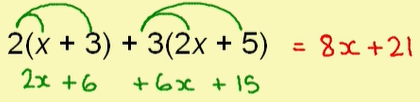 2(x + 3) + 3(2x + 5) = 8x + 21
2x + 6 + 6x + 15